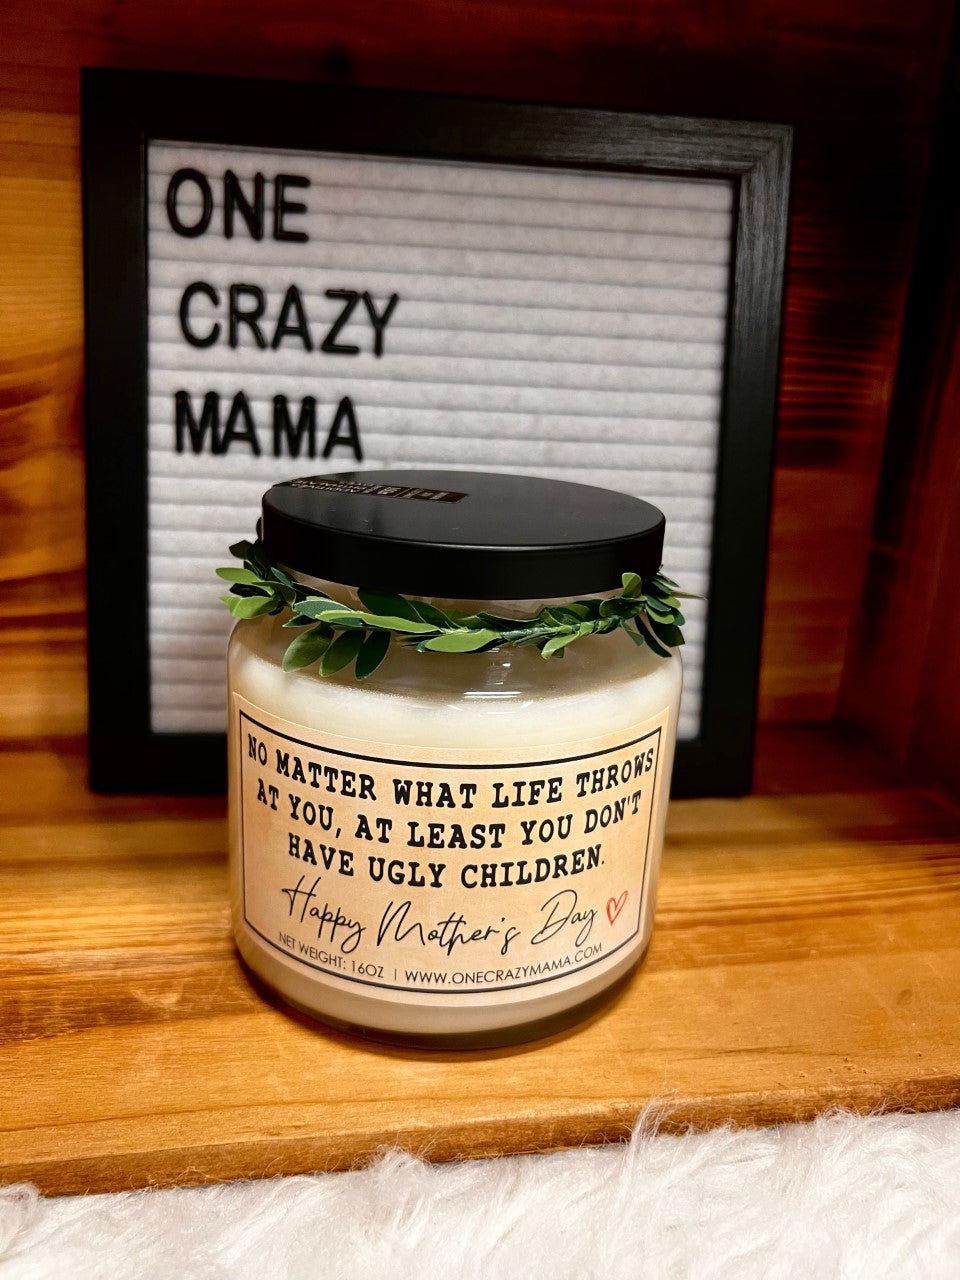 ONE
CRAZY
MAMA
NO MATTER WHAT LIFE THROWS
AT YOU, AT LEAST YOU DON'T
HAVE UGLY CHILDREN.
Happy Mother's Day
NET WEIGHT: 16OZ | WWW.ONECRAZYMAMA.COM